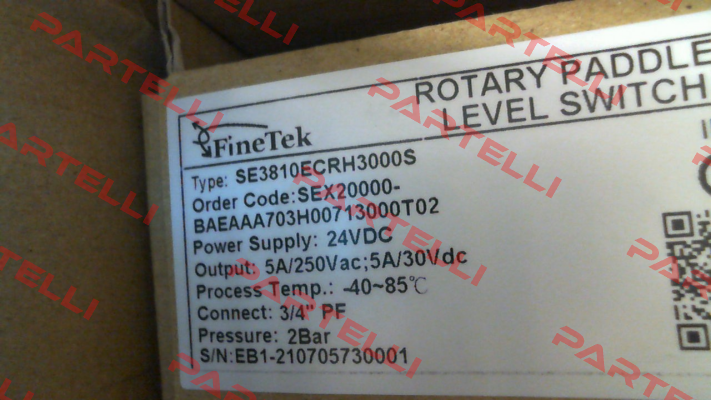 ROTARY PADDLE
LEVEL SWITCH
FineTek
Type: SE3810ECRH3000S
Order Code:SEX20000-
BAEAAA703H00713000T02
Power Supply: 24VDC
Output: 5A/250Vac;5A/30Vdc
Process Temp.: -40~85℃
Connect: 3/4" PF
Pressure: 2Bar
S/N:EB1-210705730001
PARTELLI
PARTELLI
PARTELLI
PARTELLI
PARTELLI
PARTELLI
PARTELLI